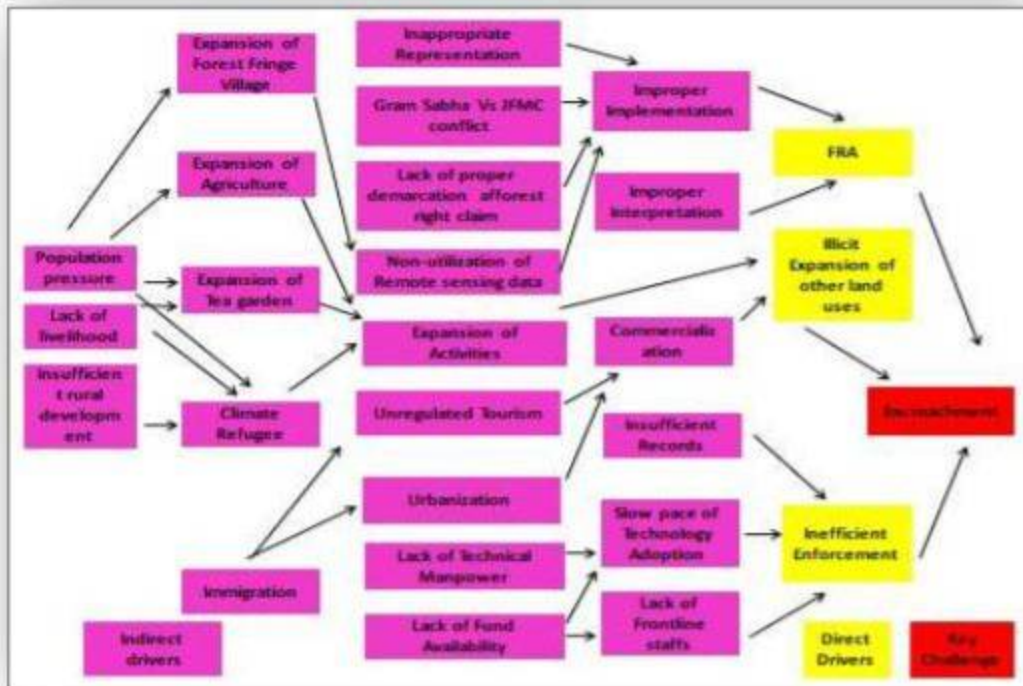 Expansion of
Forest Fringe
Village
Expansion of
Agriculture
Population
pressure
Expansion of
Tea garden
Lack of
livelihood
Insufficien
t rural
developm
ent
Climate
Refugee
Immigration
Indirect
drivers
Inappropriate
Representation
Gram Sabha Vs JFMC
conflict
Lack of proper
demarcation afforest
right claim
Non-utilization of
Remote sensing data
Expansion of
Activities
Unregulated Tourism
Urbanization
Lack of Technical
Manpower
Lack of Fund
Availability
Improper
Implementation
Improper
Interpretation
Commercializ
ation
Insufficient
Records
Slow pace of
Technology
Adoption
Lack of
Frontline
staffs
FRA
Illicit
Expansion of
other land
uses
Inefficient
Enforcement
Encroachment
Direct
Drivers
Key
Challenge